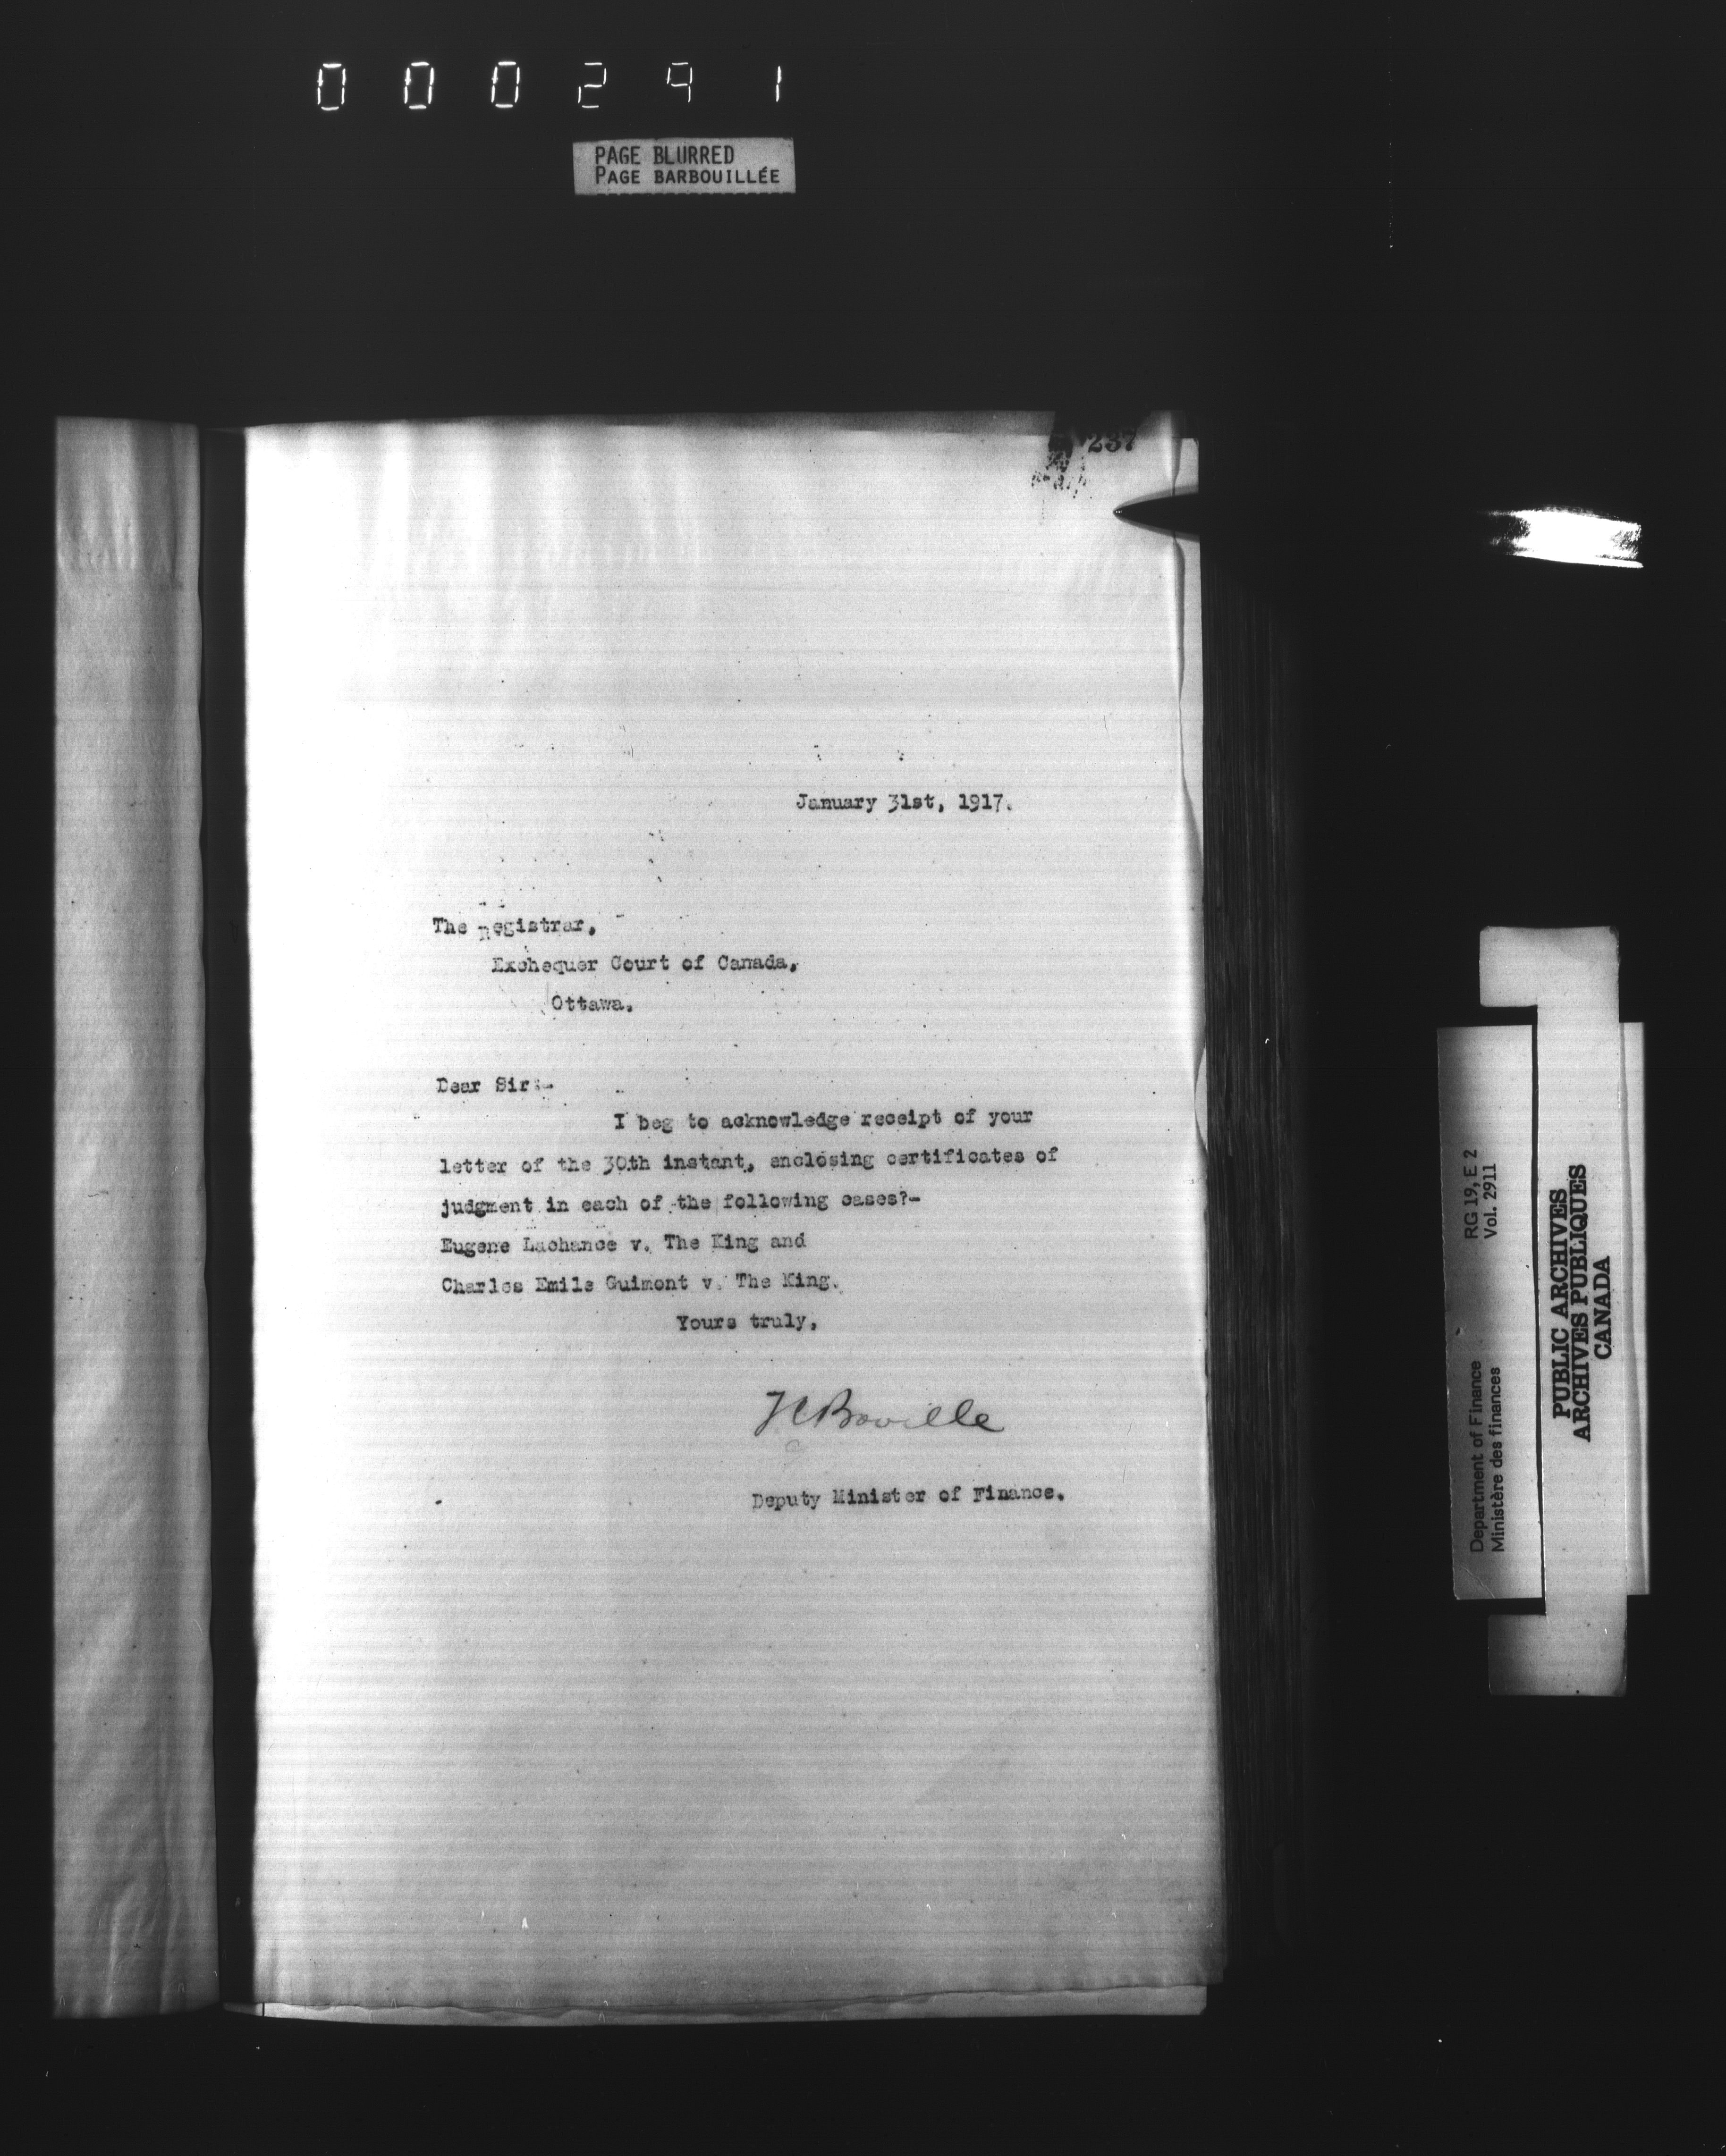 000291
PAGE BLURRED
PAGE BARBOUILLÉE
237
January 31st, 1917.
The Registrar,
Exchequer Court of Canada,
Ottawa.
Dear Sir:-
I beg to acknowledge receipt of your
letter of the 30th instant, enclosing certificates of
judgment in each of the following cases?-
Eugene Lachance v. The King and
Charles Emile Guimont v. The King.
Yours truly,
TC Boville
Deputy Minister of Finance.
RG 19, E 2
Vol. 2911
Department of Finance
Ministère des finances
PUBLIC ARCHIVES
ARCHIVES PUBLIQUES
CANADA